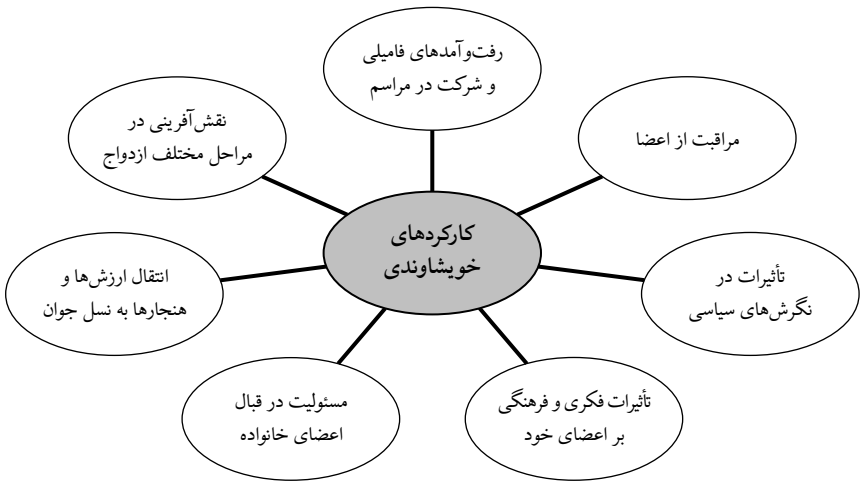 رفت‌وآمدهای فامیلی
و شرکت در مراسم
مراقبت از اعضا
نقش‌آفرینی در
مراحل مختلف ازدواج
کارکردهای
خویشاوندی
تأثیرات در
نگرش‌های سیاسی
انتقال ارزش‌ها و
هنجارها به نسل جوان
تأثیرات فکری و فرهنگی
بر اعضای خود
مسئولیت در قبال
اعضای خانواده